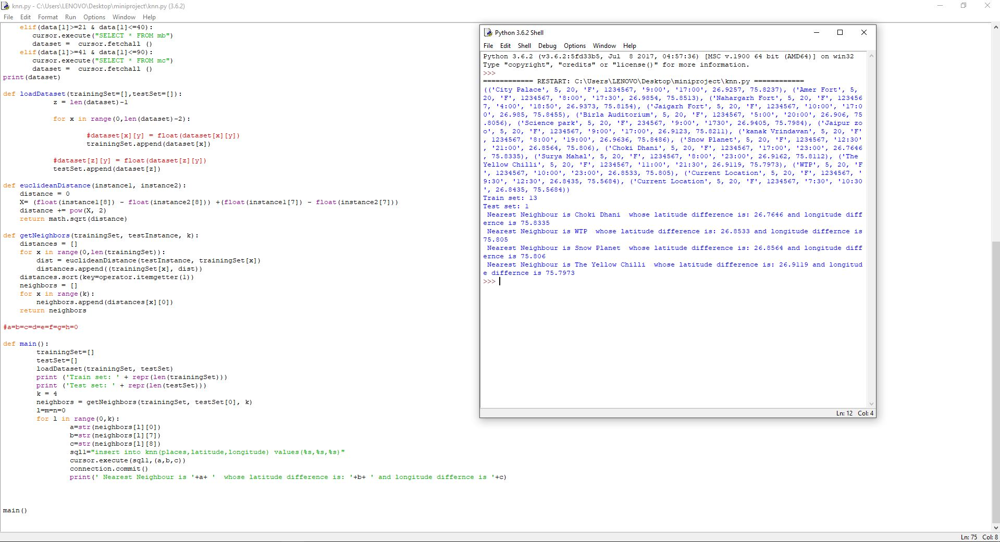 knn.py - C:\Users\LENOVO\Desktop\miniproject\knn.py (3.6.2)
File Edit Format Run Options Window Help
elif(data[1]>=21 & data[1]<=40):
cursor.execute("SELECT * FROM mb")
dataset =  cursor.fetchall ()
elif(data[1]>=41 & data[1]<=90):
cursor.execute("SELECT * FROM mc")
dataset =  cursor.fetchall ()
print(dataset)
def loadDataset(trainingSet=[],testSet=[]):
z = len(dataset)-1
for x in range(0,len(dataset)-2):
#dataset[x][y] = float(dataset[x][y])
trainingSet.append(dataset[x])
#dataset[z][y] = float(dataset[z][y])
testSet.append(dataset[z])
def euclideanDistance(instance1, instance2):
distance = 0
X= (float(instance1[8]) - float(instance2[8])) +(float(instance1[7]) - float(instance2[7]))
distance += pow(X, 2)
return math.sqrt(distance)
def getNeighbors(trainingSet, testInstance, k):
distances = []
for x in range(0,len(trainingSet)):
dist = euclideanDistance(testInstance, trainingSet[x])
distances.append((trainingSet[x], dist))
distances.sort(key=operator.itemgetter(1))
neighbors = []
for x in range(k):
neighbors.append(distances[x][0])
return neighbors
#a=b=c=d=e=f=g=h=0
def main():
trainingSet=[]
testSet=[]
loadDataset(trainingSet, testSet)
print ('Train set: ' + repr(len(trainingSet)))
print ('Test set: ' + repr(len(testSet)))
k = 4
neighbors = getNeighbors(trainingSet, testSet[0], k)
l=m=n=0
for l in range(0,k):
a=str(neighbors[l][0])
b=str(neighbors[l][7])
c=str(neighbors[l][8])
sql1="insert into knn(places,latitude,longitude) values(%s,%s,%s)"
cursor.execute(sql1,(a,b,c))
connection.commit()
print(' Nearest Neighbour is '+a+ '  whose latitude difference is: '+b+ ' and longitude differnce is '+c)
main()
Ln: 75 Col: 8
Python 3.6.2 Shell
File Edit Shell Debug Options Window Help
Python 3.6.2 (v3.6.2:5fd33b5, Jul  8 2017, 04:57:36) [MSC v.1900 64 bit (AMD64)] on win32
Type "copyright", "credits" or "license()" for more information.
>>>
============ RESTART: C:\Users\LENOVO\Desktop\miniproject\knn.py ============
(('City Palace', 5, 20, 'F', 1234567, '9:00', '17:00', 26.9257, 75.8237), ('Amer Fort', 5,
20, 'F', 1234567, '8:00', '17:30', 26.9854, 75.8513), ('Nahargarh Fort', 5, 20, 'F', 123456
7, '4:00', '18:50', 26.9373, 75.8154), ('Jaigarh Fort', 5, 20, 'F', 1234567, '10:00', '17:0
0', 26.985, 75.8455), ('Birla Auditorium', 5, 20, 'F', 1234567, '5:00', '20:00', 26.906, 75
.8056), ('Science park', 5, 20, 'F', 234567, '9:00', '1730', 26.9405, 75.7984), ('Jaipur zo
o', 5, 20, 'F', 1234567, '9:00', '17:00', 26.9123, 75.8211), ('kanak Vrindavan', 5, 20, 'F'
, 1234567, '8:00', '19:00', 26.9636, 75.8486), ('Snow Planet', 5, 20, 'F', 1234567, '12:30'
, '21:00', 26.8564, 75.806), ('Choki Dhani', 5, 20, 'F', 1234567, '17:00', '23:00', 26.7646
, 75.8335), ('Surya Mahal', 5, 20, 'F', 1234567, '8:00', '23:00', 26.9162, 75.8112), ('The
Yellow Chilli', 5, 20, 'F', 1234567, '11:00', '21:30', 26.9119, 75.7973), ('WTP', 5, 20, 'F
', 1234567, '10:00', '23:00', 26.8533, 75.805), ('Current Location', 5, 20, 'F', 1234567, '
9:30', '12:30', 26.8435, 75.5684), ('Current Location', 5, 20, 'F', 1234567, '7:30', '10:30
', 26.8435, 75.5684))
Train set: 13
Test set: 1
Nearest Neighbour is Choki Dhani  whose latitude difference is: 26.7646 and longitude diff
ernce is 75.8335
Nearest Neighbour is WTP  whose latitude difference is: 26.8533 and longitude differnce is
75.805
Nearest Neighbour is Snow Planet  whose latitude difference is: 26.8564 and longitude diff
ernce is 75.806
Nearest Neighbour is The Yellow Chilli  whose latitude difference is: 26.9119 and longitud
e differnce is 75.7973
>>>
Ln: 12 Col: 4